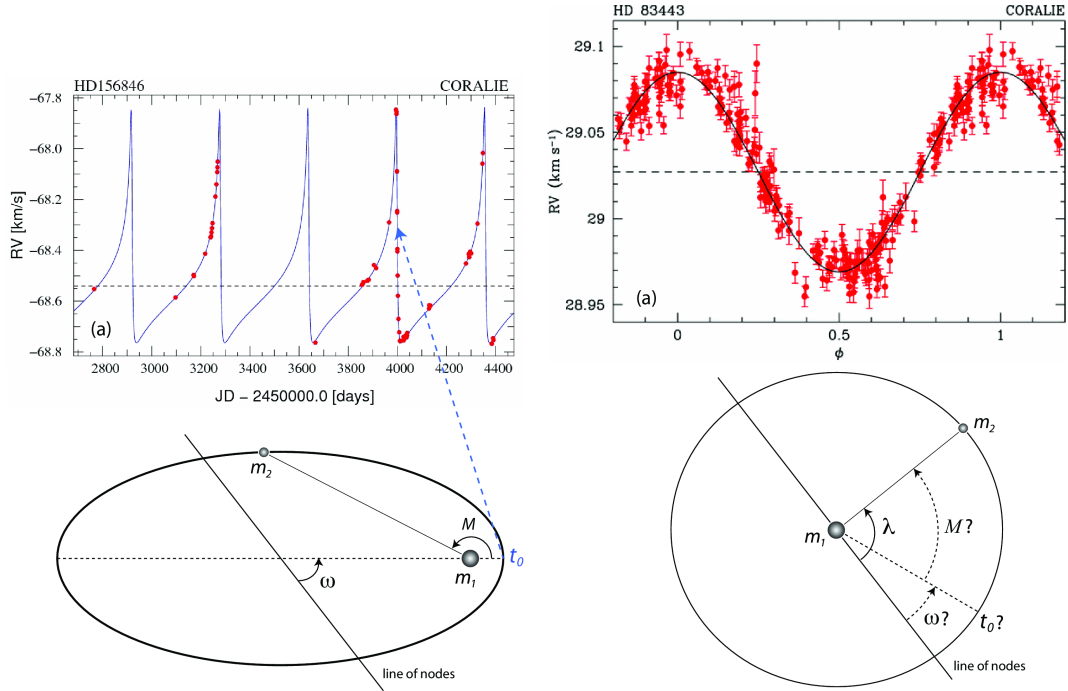 HD156846 CORALIE
−67.8
−68.0
−68.2
−68.4
−68.6
−68.8
RV [km/s]
(a)
2800 3000 3200 3400 3600 3800 4000 4200 4400
JD − 2450000.0 [days]
HD 83443 CORALIE
29.1
29.05
29
28.95
RV (km s⁻¹)
(a)
0 0.5 1
ϕ
m₂
M
t₀
m₁
ω
line of nodes
m₂
m₁
λ
M?
ω?
t₀?
line of nodes